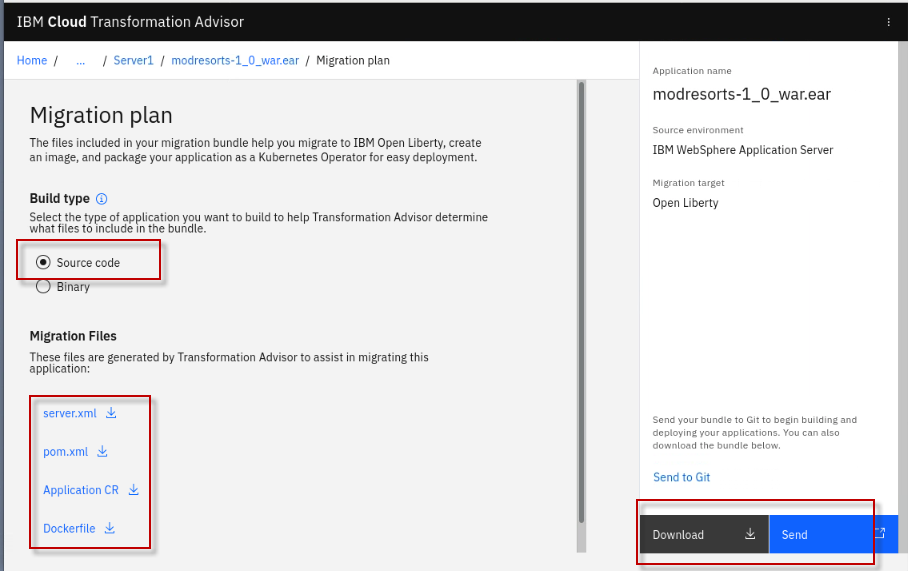 IBM Cloud Transformation Advisor
Home / ... / Server1 / modresorts-1_0_war.ear / Migration plan
Migration plan
The files included in your migration bundle help you migrate to IBM Open Liberty, create
an image, and package your application as a Kubernetes Operator for easy deployment.
Build type
Select the type of application you want to build to help Transformation Advisor determine
what files to include in the bundle.
Source code
Binary
Migration Files
These files are generated by Transformation Advisor to assist in migrating this
application:
server.xml
pom.xml
Application CR
Dockerfile
Application name
modresorts-1_0_war.ear
Source environment
IBM WebSphere Application Server
Migration target
Open Liberty
Send your bundle to Git to begin building and
deploying your applications. You can also
download the bundle below.
Send to Git
Download
Send